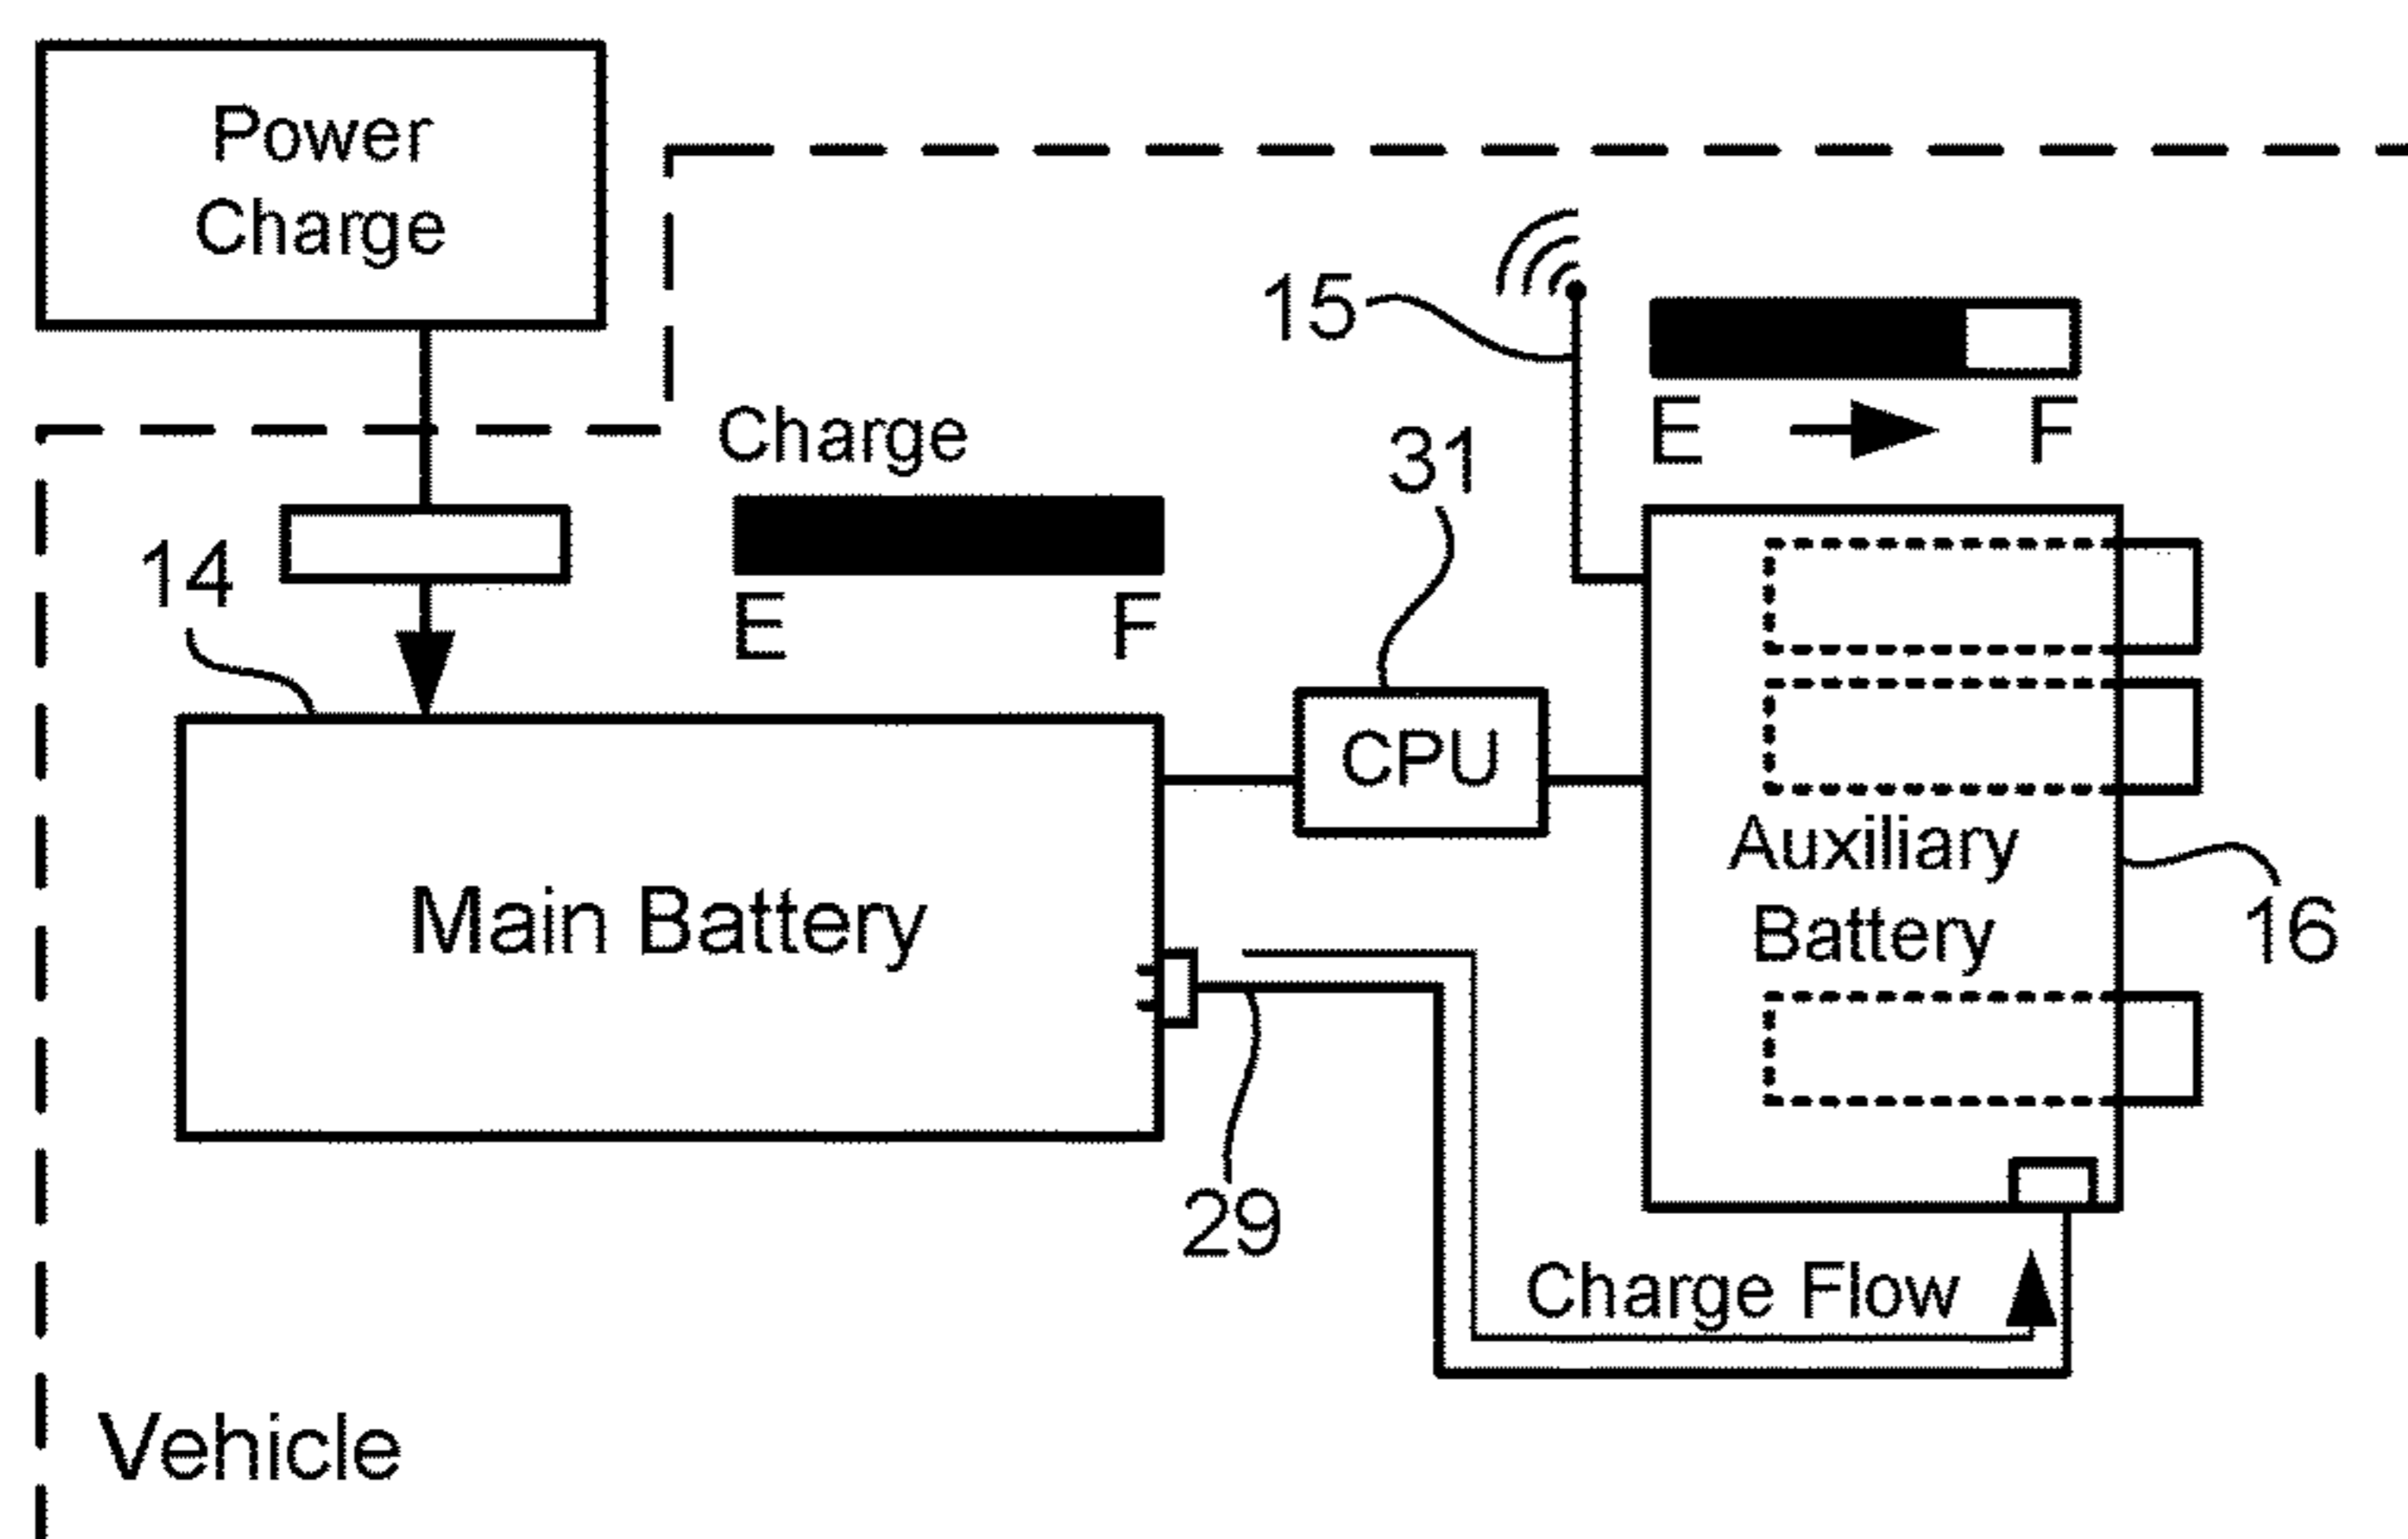 Power
Charge
15
E
F
Charge
31
14
E
F
CPU
Auxiliary
Battery
Main Battery
16
29
Charge Flow
Vehicle